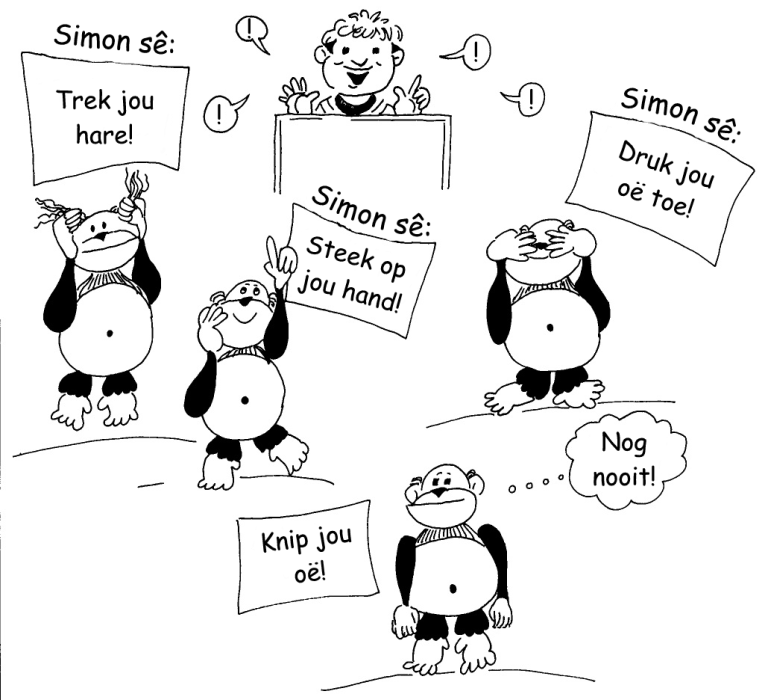 Simon sê:
Trek jou
hare!
!
!
!
!
Simon sê:
Druk jou
oë toe!
Simon sê:
Steek op
jou hand!
Nog
nooit!
Knip jou
oë!